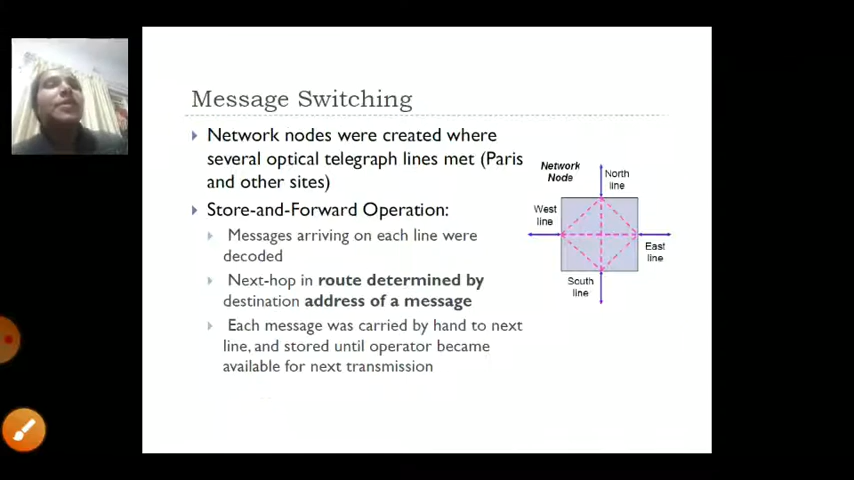 Message Switching
Network nodes were created where
several optical telegraph lines met (Paris
and other sites)
Store-and-Forward Operation:
Messages arriving on each line were
decoded
Next-hop in route determined by
destination address of a message
Each message was carried by hand to next
line, and stored until operator became
available for next transmission
Network
Node
North
line
West
line
East
line
South
line